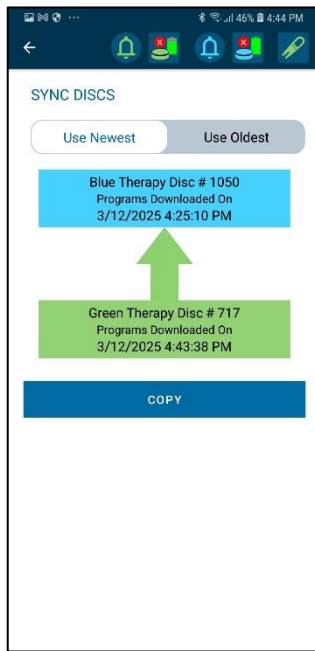 46% 4:44 PM
SYNC DISCS
Use Newest Use Oldest
Blue Therapy Disc # 1050
Programs Downloaded On
3/12/2025 4:25:10 PM
Green Therapy Disc # 717
Programs Downloaded On
3/12/2025 4:43:38 PM
COPY